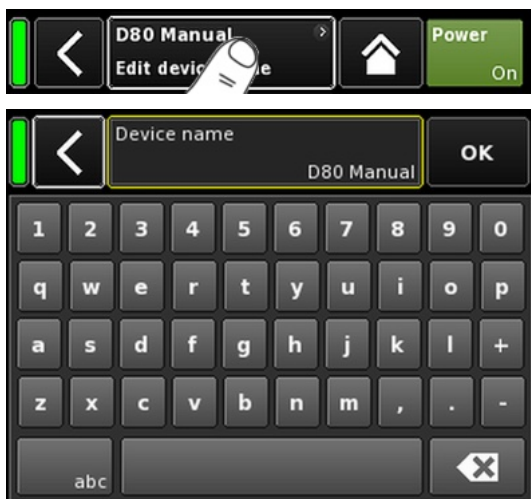 D80 Manual
Edit device
Power
On
Device name
D80 Manual
OK
1 2 3 4 5 6 7 8 9 0
q w e r t y u i o p
a s d f g h j k l +
z x c v b n m , . -
abc